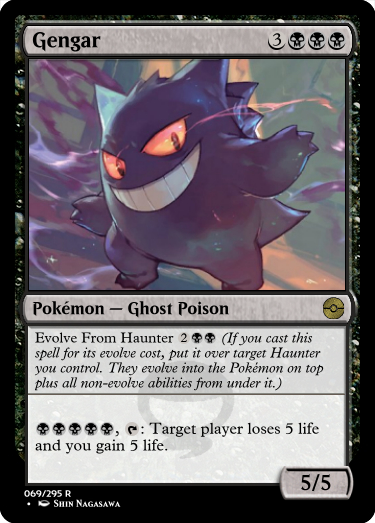 Gengar 3
Pokémon — Ghost Poison
Evolve From Haunter 2 (If you cast this
spell for its evolve cost, put it over target Haunter
you control. They evolve into the Pokémon on top
plus all non-evolve abilities from under it.)
, : Target player loses 5 life
and you gain 5 life.
5/5
069/295 R
• Shin Nagasawa